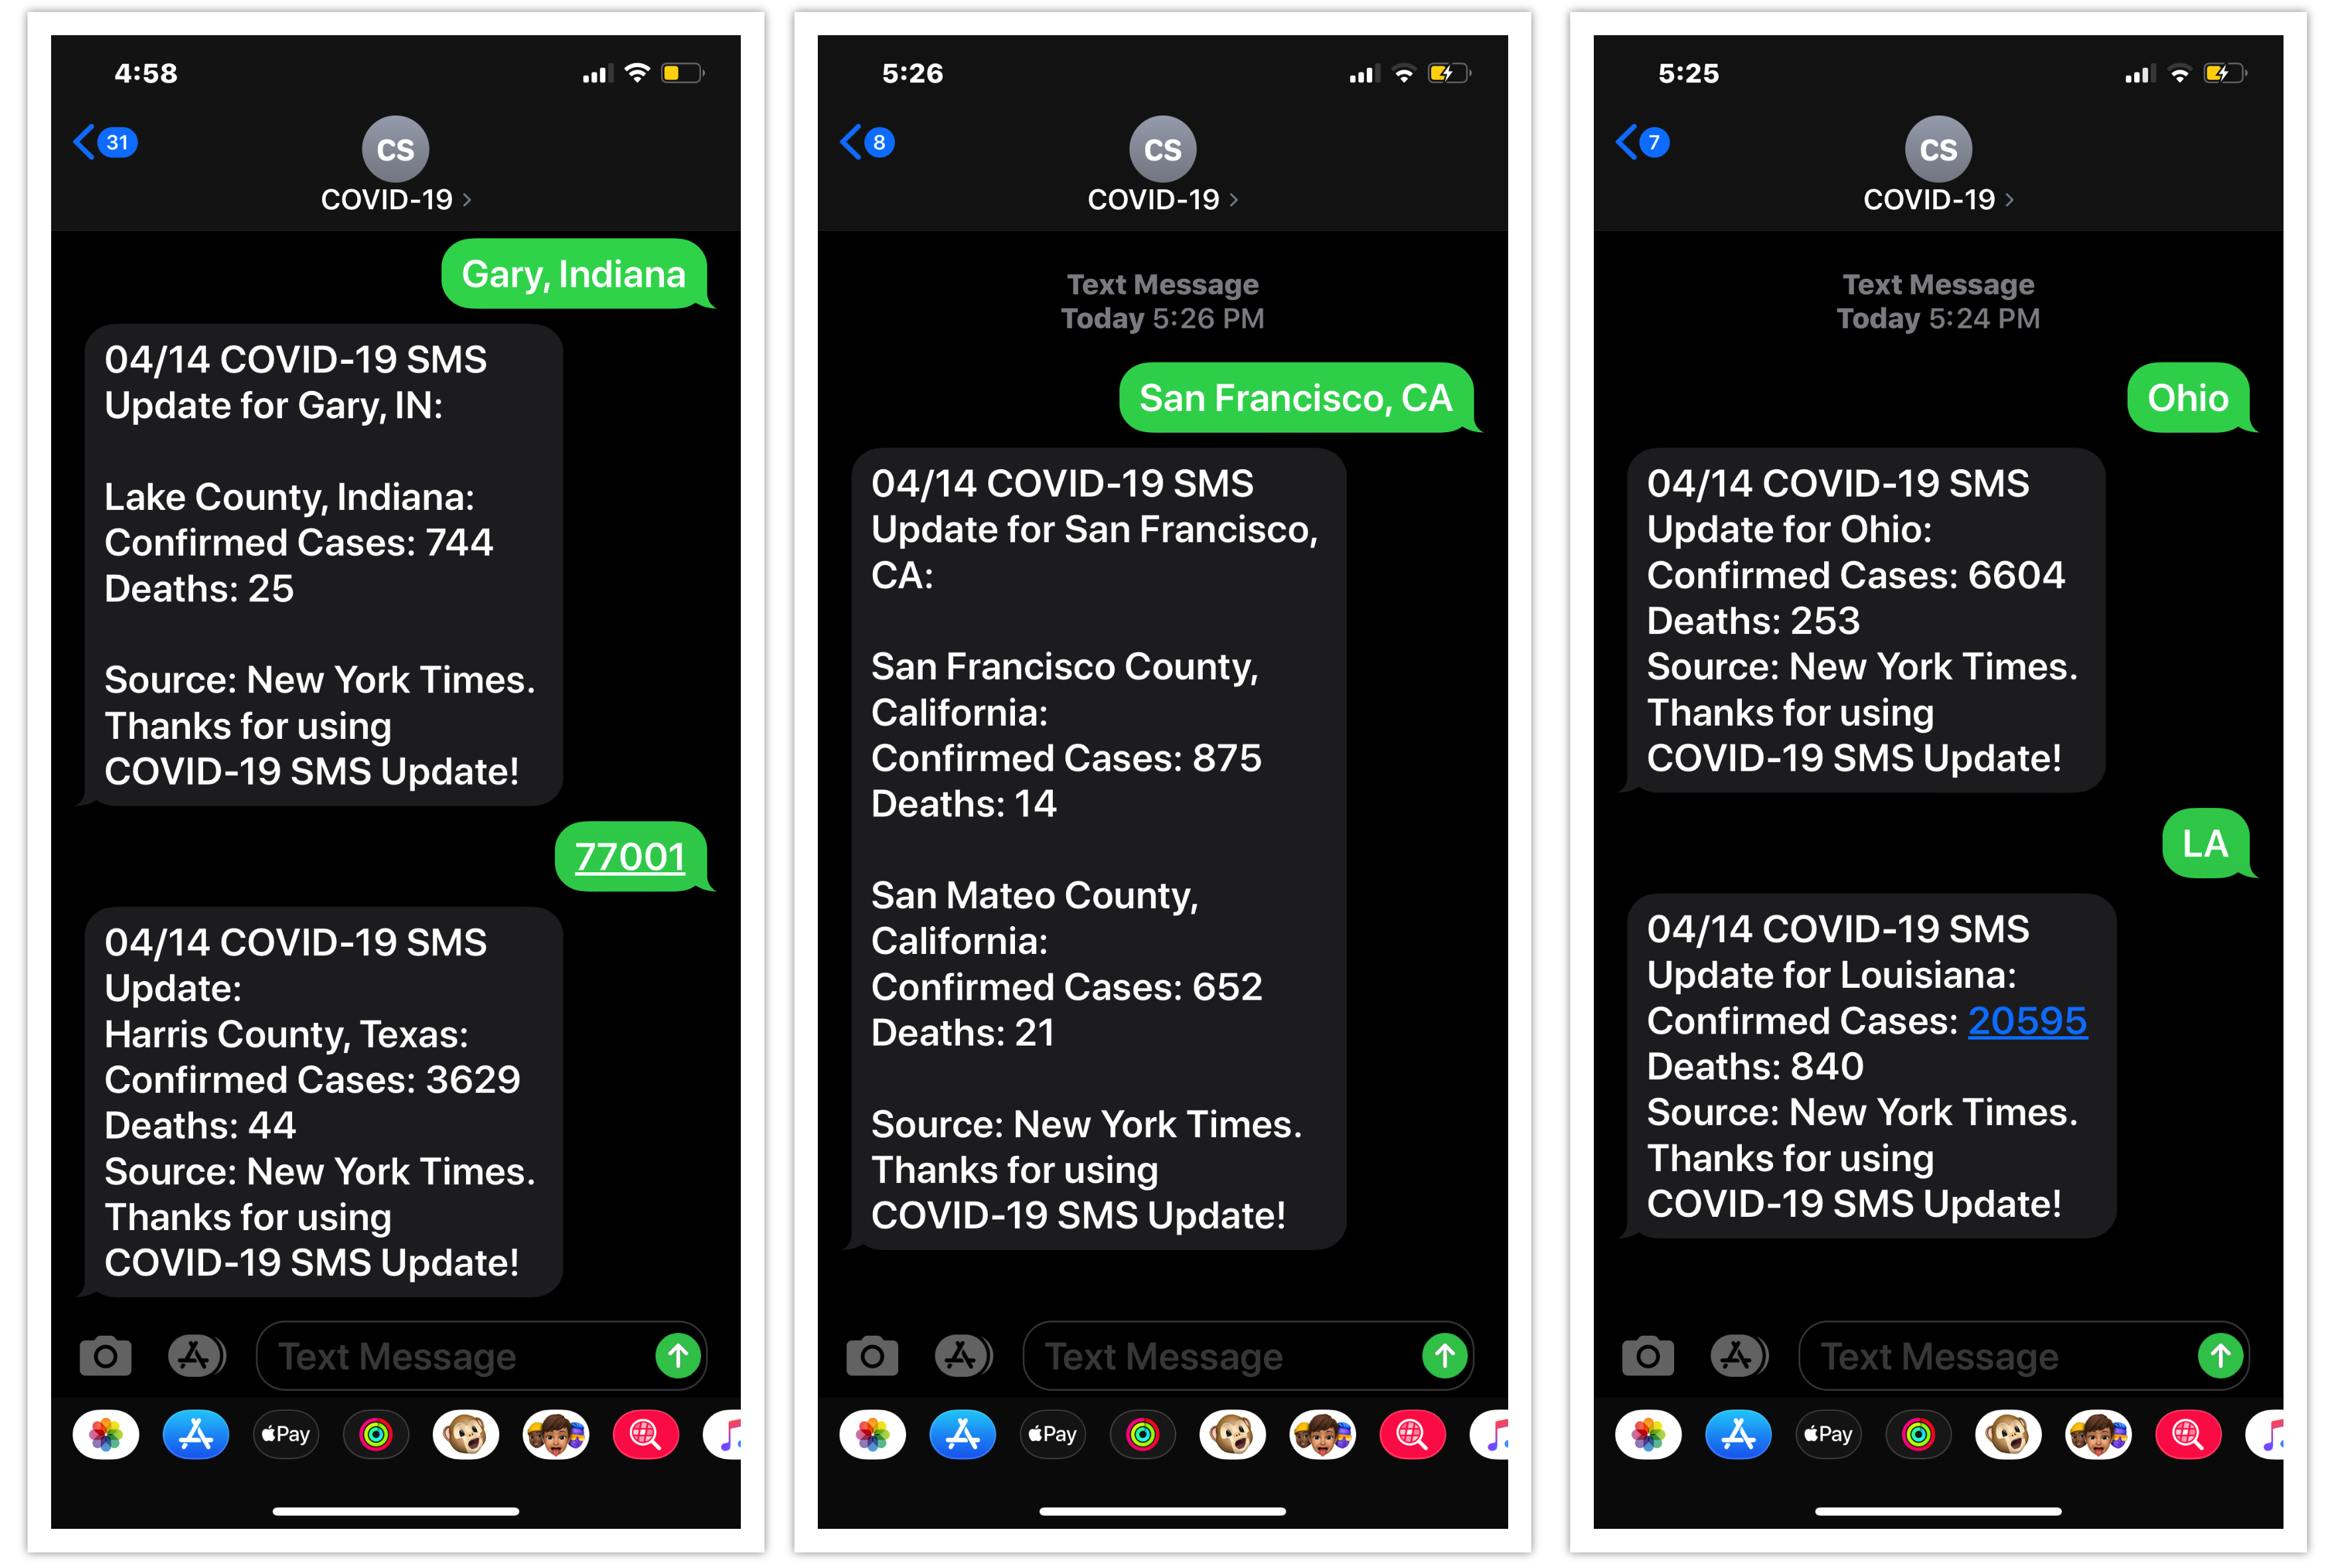 4:58
31
CS
COVID-19
Gary, Indiana
04/14 COVID-19 SMS
Update for Gary, IN:
Lake County, Indiana:
Confirmed Cases: 744
Deaths: 25
Source: New York Times.
Thanks for using
COVID-19 SMS Update!
77001
04/14 COVID-19 SMS
Update:
Harris County, Texas:
Confirmed Cases: 3629
Deaths: 44
Source: New York Times.
Thanks for using
COVID-19 SMS Update!
Text Message
Pay
5:26
8
CS
COVID-19
Text Message
Today 5:26 PM
San Francisco, CA
04/14 COVID-19 SMS
Update for San Francisco,
CA:
San Francisco County,
California:
Confirmed Cases: 875
Deaths: 14
San Mateo County,
California:
Confirmed Cases: 652
Deaths: 21
Source: New York Times.
Thanks for using
COVID-19 SMS Update!
Text Message
Pay
5:25
7
CS
COVID-19
Text Message
Today 5:24 PM
Ohio
04/14 COVID-19 SMS
Update for Ohio:
Confirmed Cases: 6604
Deaths: 253
Source: New York Times.
Thanks for using
COVID-19 SMS Update!
LA
04/14 COVID-19 SMS
Update for Louisiana:
Confirmed Cases: 20595
Deaths: 840
Source: New York Times.
Thanks for using
COVID-19 SMS Update!
Text Message
Pay